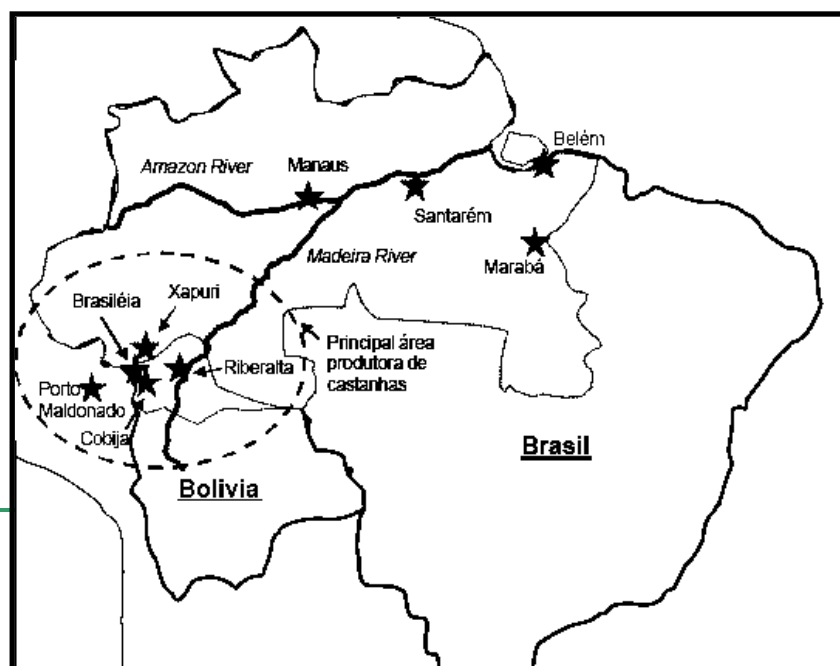 Belém
Amazon River
Manaus
Santarém
Madeira River
Marabá
Brasiléia
Xapuri
Principal área
produtora de
castanhas
Riberalta
Porto
Maldonado
Cobija
Brasil
Bolivia